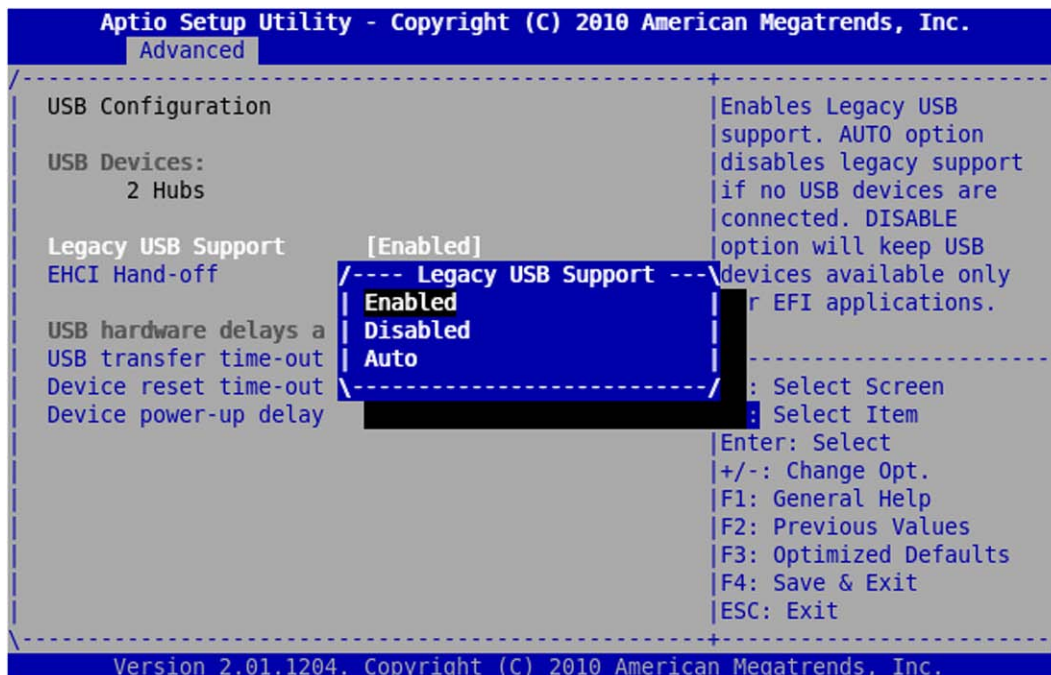 Aptio Setup Utility - Copyright (C) 2010 American Megatrends, Inc.
Advanced
USB Configuration
USB Devices:
2 Hubs
Legacy USB Support [Enabled]
EHCI Hand-off
USB hardware delays a
USB transfer time-out
Device reset time-out
Device power-up delay
---- Legacy USB Support ---
Enabled
Disabled
Auto
Enables Legacy USB
support. AUTO option
disables legacy support
if no USB devices are
connected. DISABLE
option will keep USB
devices available only
r EFI applications.
: Select Screen
: Select Item
Enter: Select
+/-: Change Opt.
F1: General Help
F2: Previous Values
F3: Optimized Defaults
F4: Save & Exit
ESC: Exit
Version 2.01.1204. Copyright (C) 2010 American Megatrends, Inc.